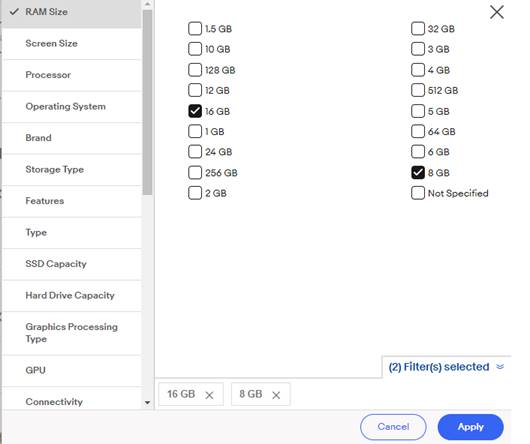 RAM Size
Screen Size
Processor
Operating System
Brand
Storage Type
Features
Type
SSD Capacity
Hard Drive Capacity
Graphics Processing
Type
GPU
Connectivity
1.5 GB
10 GB
128 GB
12 GB
16 GB
1 GB
24 GB
256 GB
2 GB
32 GB
3 GB
4 GB
512 GB
5 GB
64 GB
6 GB
8 GB
Not Specified
(2) Filter(s) selected
16 GB
8 GB
Cancel
Apply